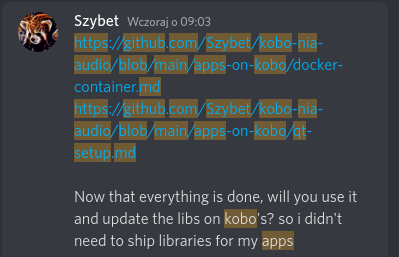 Szybet Wczoraj o 09:03
https://github.com/Szybet/kobo-nia-
audio/blob/main/apps-on-kobo/docker-
container.md
https://github.com/Szybet/kobo-nia-
audio/blob/main/apps-on-kobo/qt-
setup.md
Now that everything is done, will you use it
and update the libs on kobo's? so i didn't
need to ship libraries for my apps